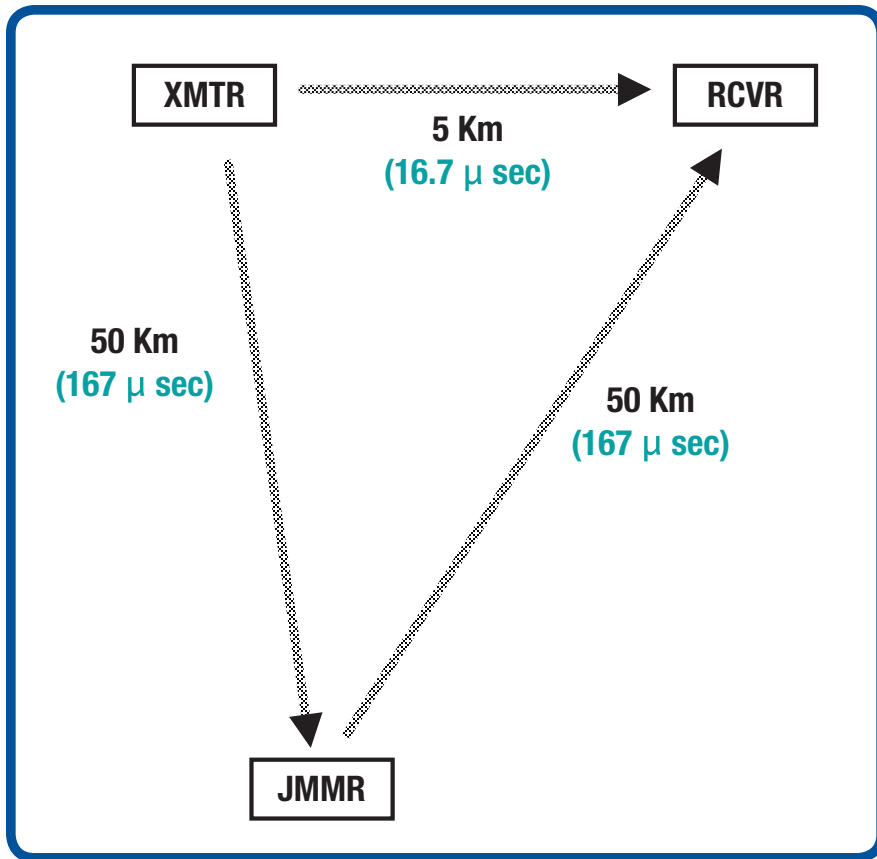 XMTR
RCVR
5 Km
(16.7 μ sec)
50 Km
(167 μ sec)
50 Km
(167 μ sec)
JMMR